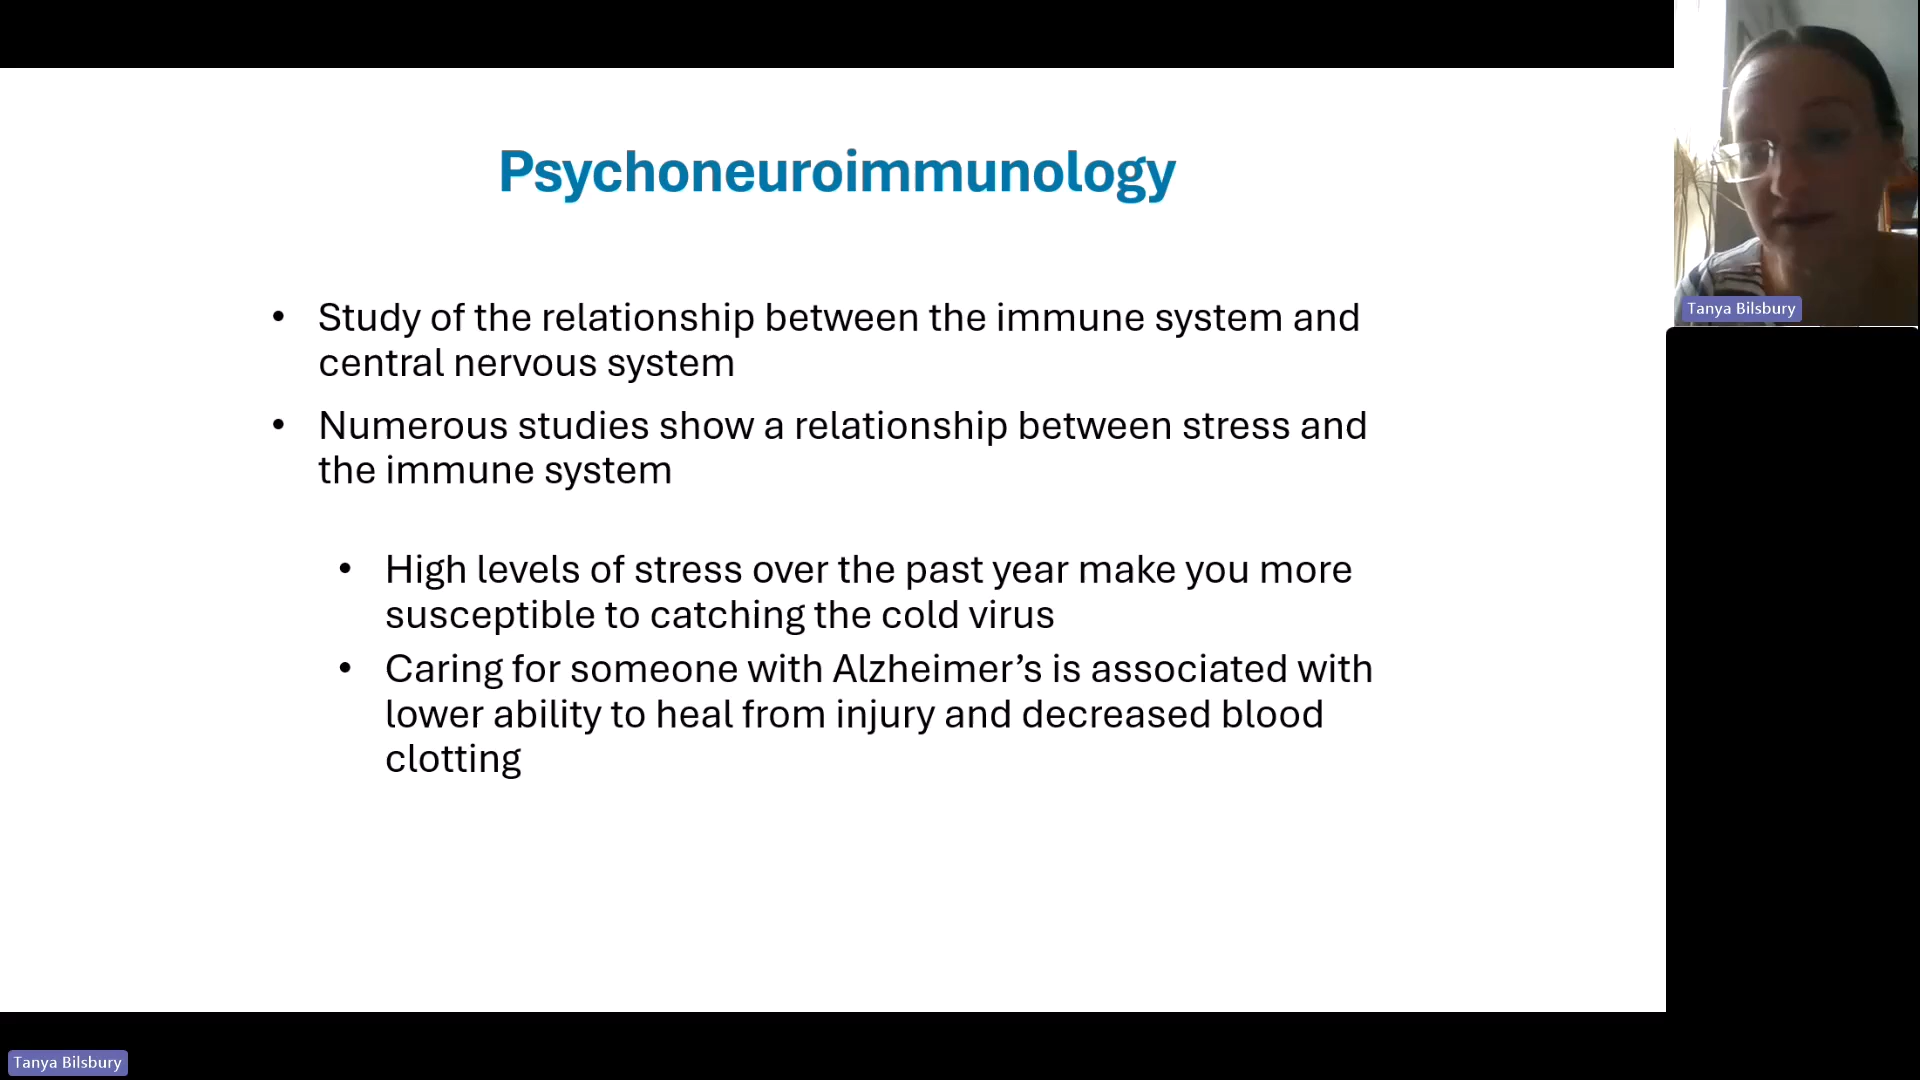 Psychoneuroimmunology
• Study of the relationship between the immune system and
central nervous system
• Numerous studies show a relationship between stress and
the immune system
• High levels of stress over the past year make you more
susceptible to catching the cold virus
• Caring for someone with Alzheimer’s is associated with
lower ability to heal from injury and decreased blood
clotting
Tanya Bilsbury
Tanya Bilsbury